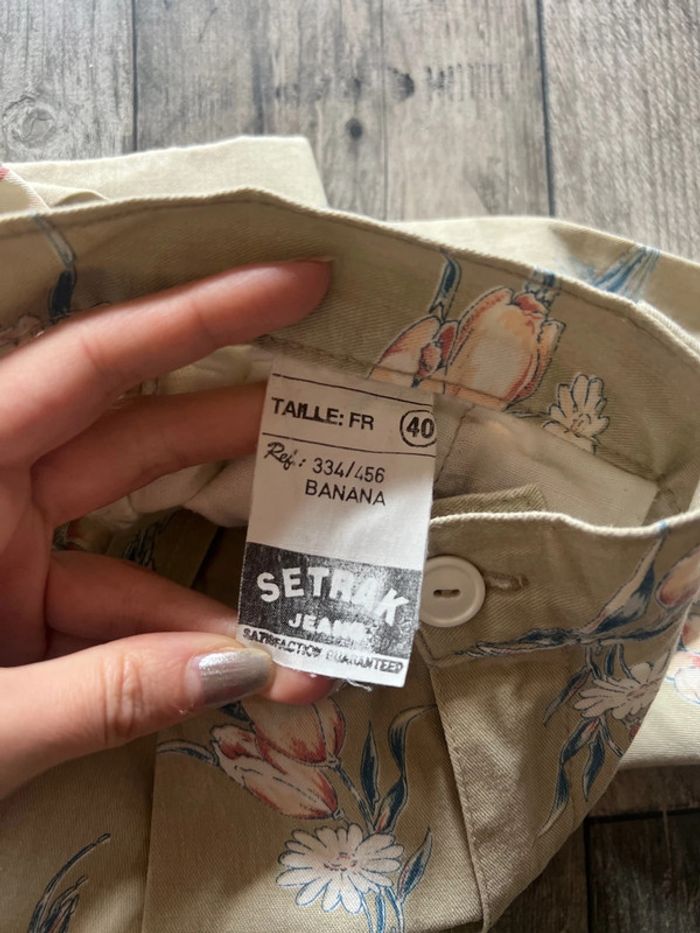 TAILLE: FR 40
Ref.: 334/456
BANANA
SETRAK
JEANS
SATISFACTION GUARANTEED